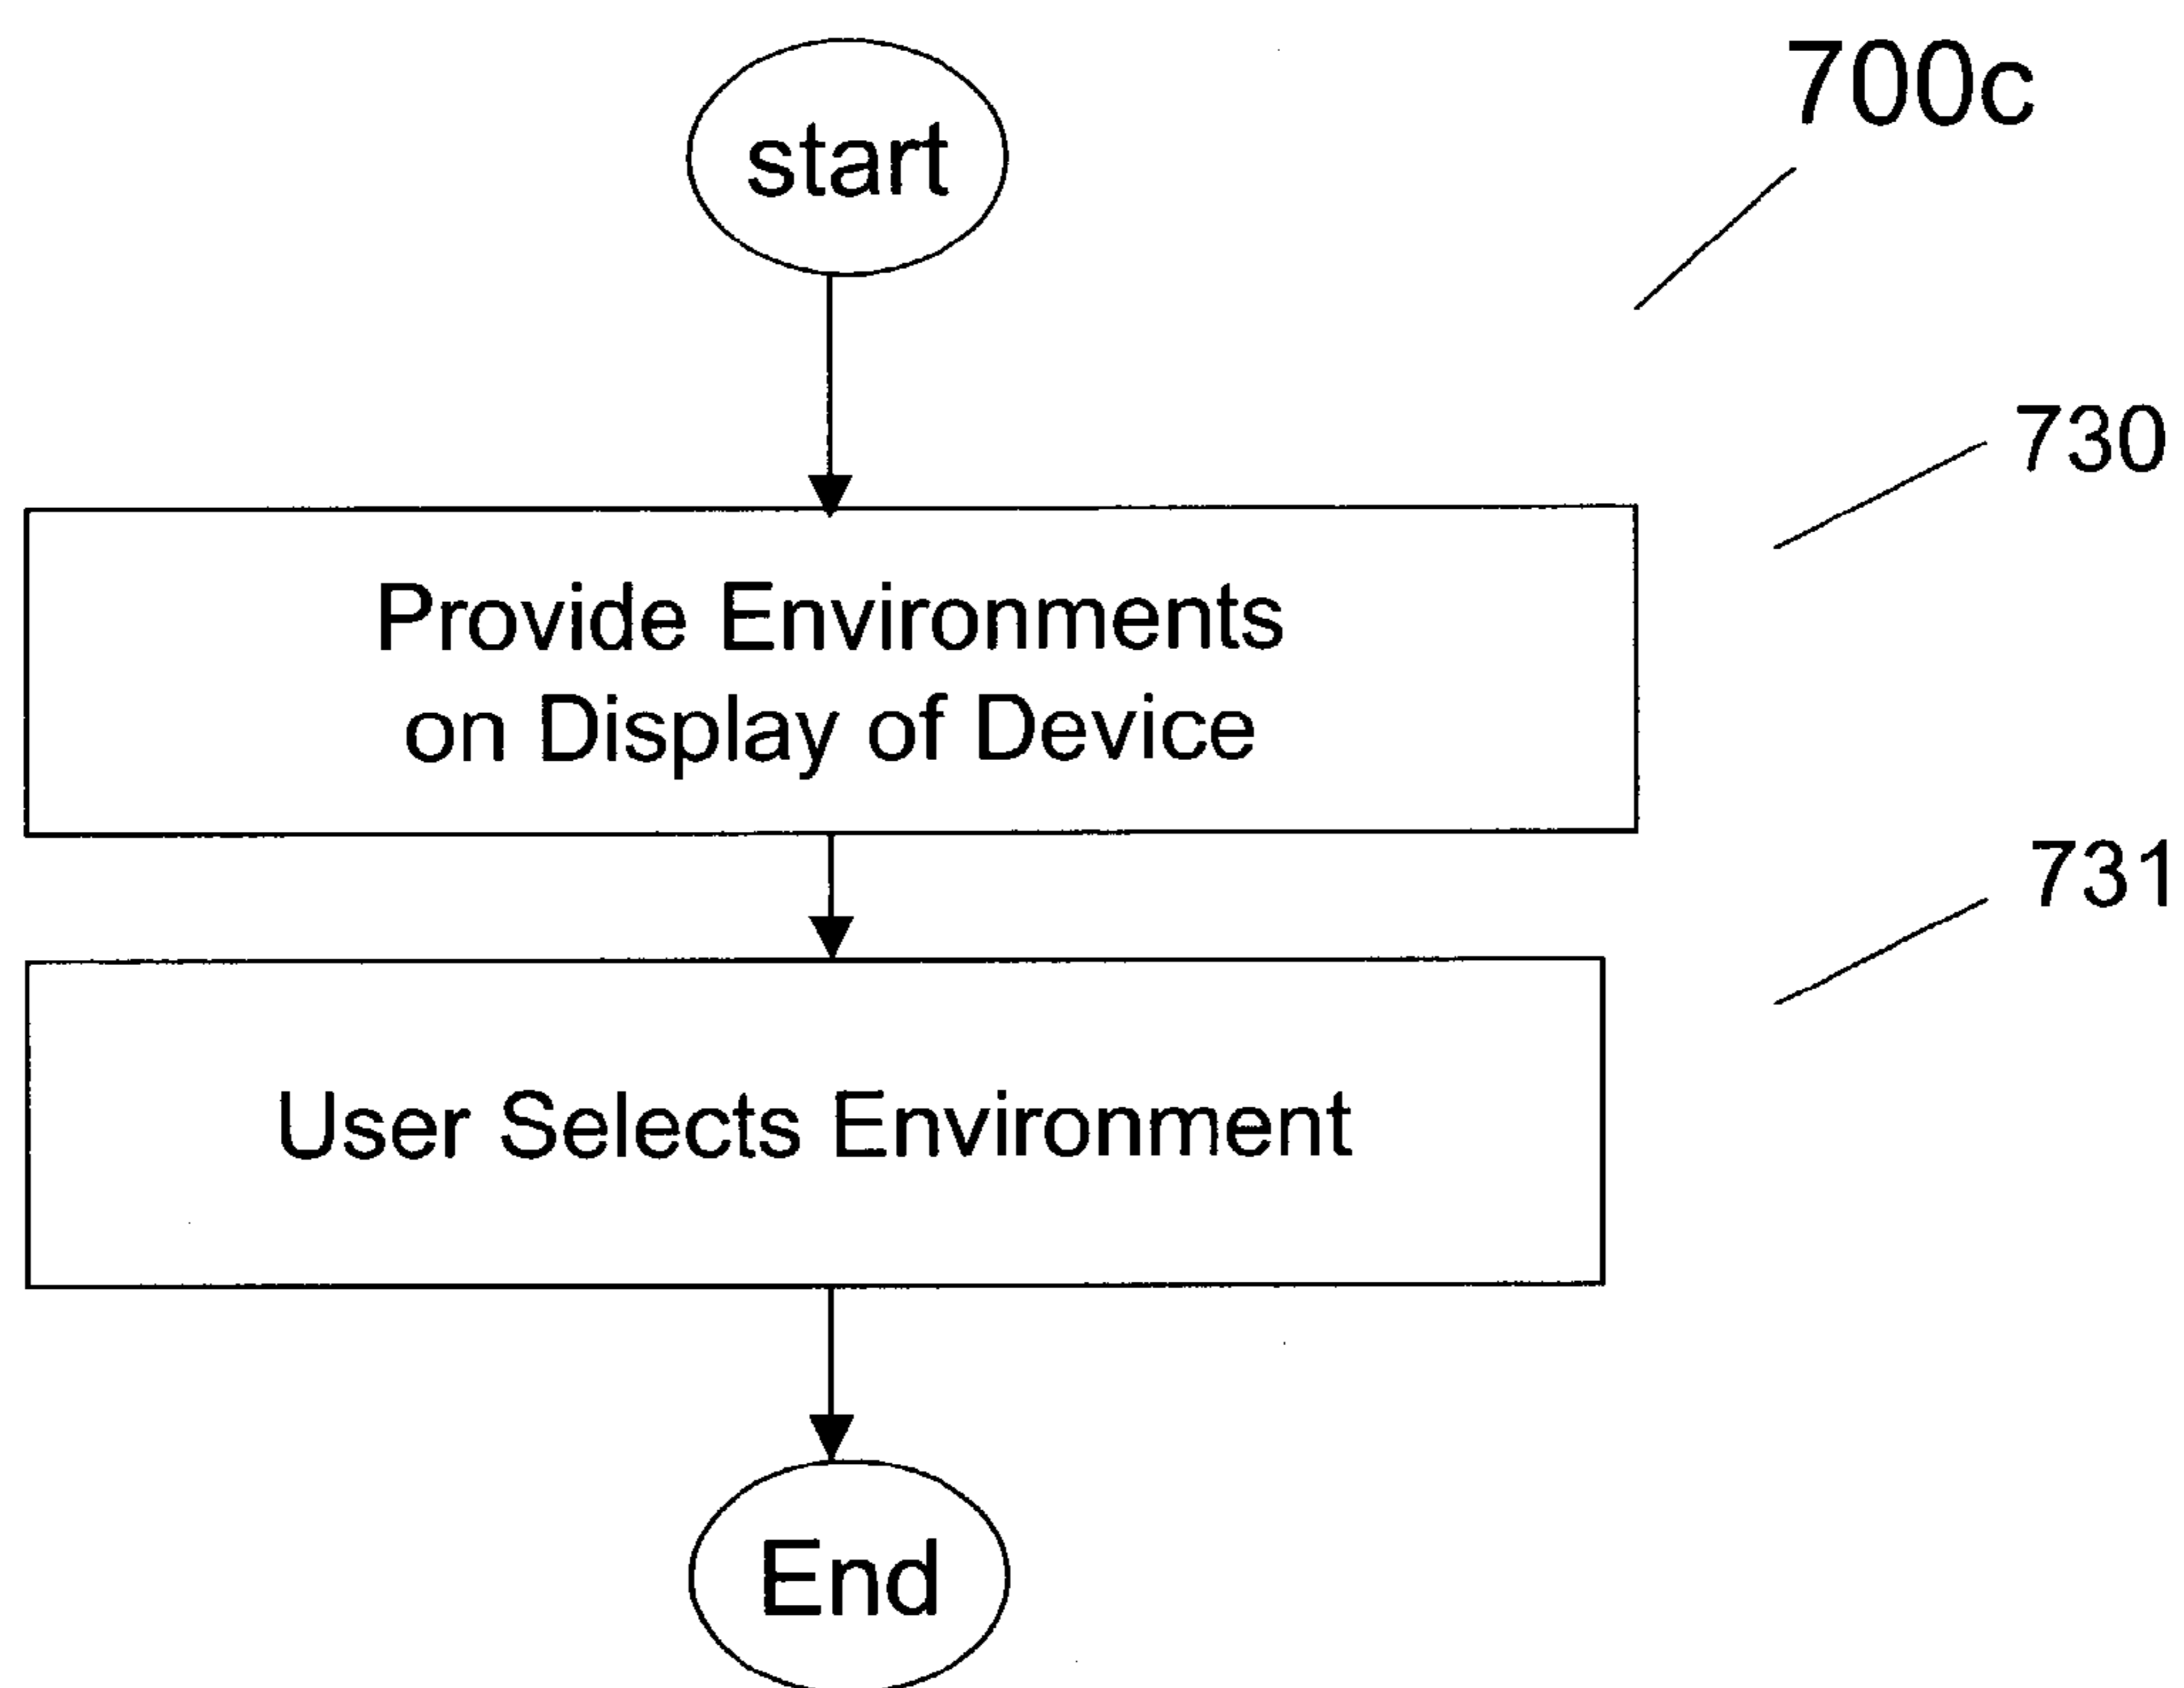 start
700c
730
Provide Environments
on Display of Device
731
User Selects Environment
End